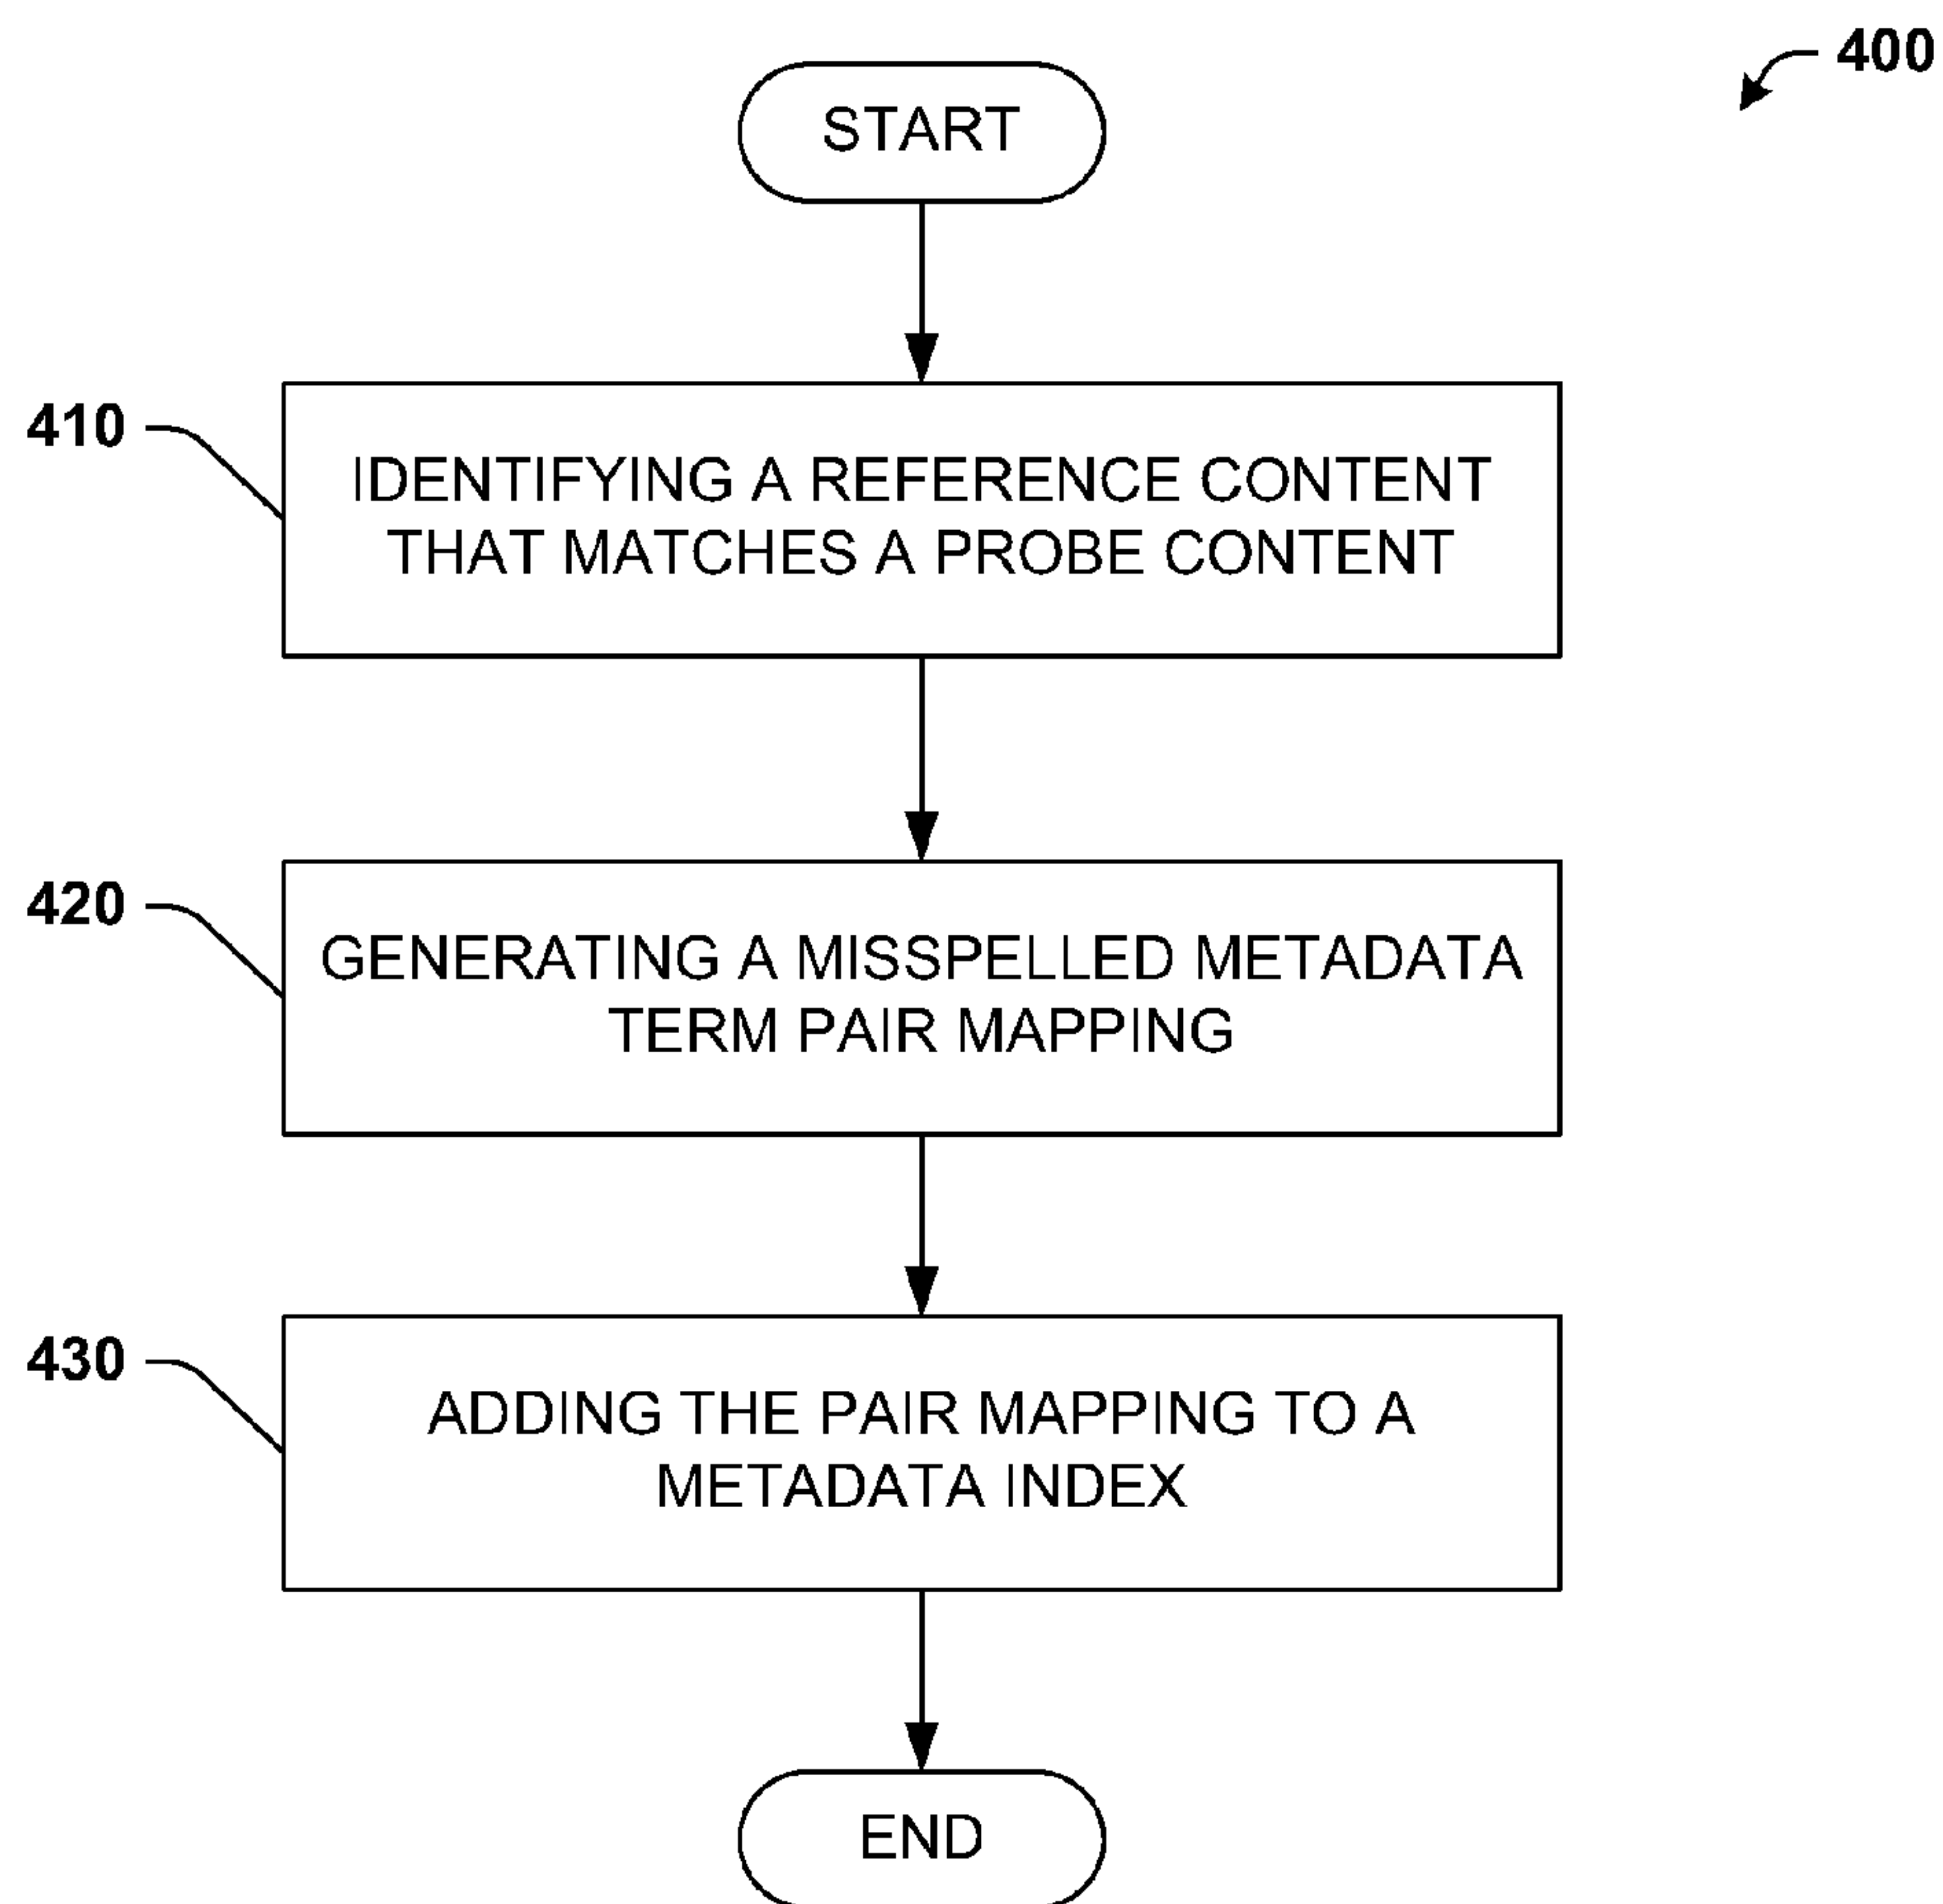 400
START
410
IDENTIFYING A REFERENCE CONTENT
THAT MATCHES A PROBE CONTENT
420
GENERATING A MISSPELLED METADATA
TERM PAIR MAPPING
430
ADDING THE PAIR MAPPING TO A
METADATA INDEX
END